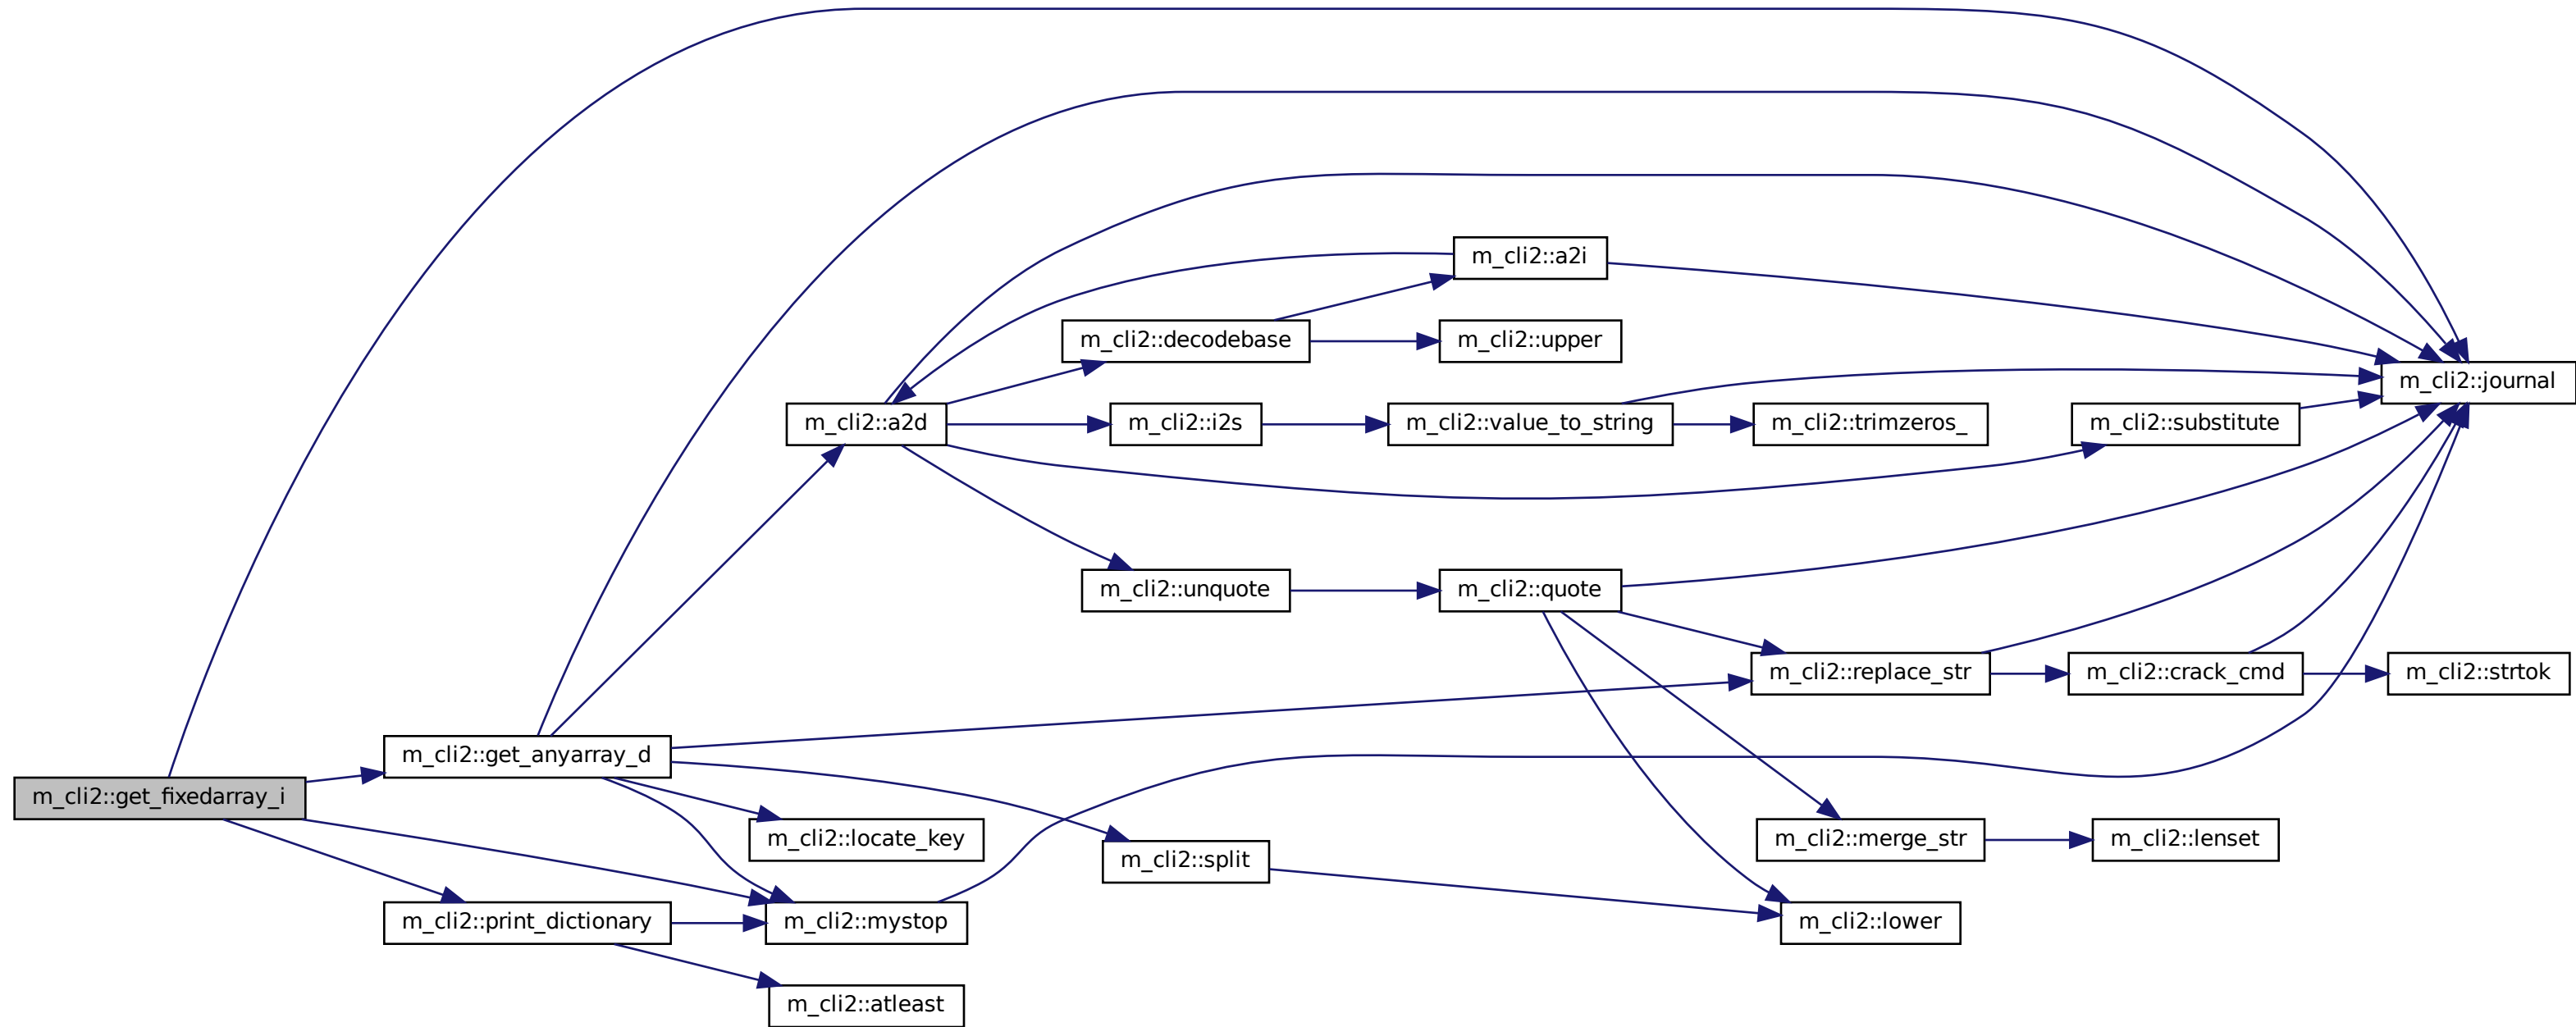 m_cli2::a2i
m_cli2::decodebase
m_cli2::upper
m_cli2::journal
m_cli2::a2d
m_cli2::i2s
m_cli2::value_to_string
m_cli2::trimzeros_
m_cli2::substitute
m_cli2::unquote
m_cli2::quote
m_cli2::replace_str
m_cli2::crack_cmd
m_cli2::strtok
m_cli2::get_anyarray_d
m_cli2::get_fixedarray_i
m_cli2::locate_key
m_cli2::merge_str
m_cli2::lenset
m_cli2::split
m_cli2::print_dictionary
m_cli2::mystop
m_cli2::lower
m_cli2::atleast